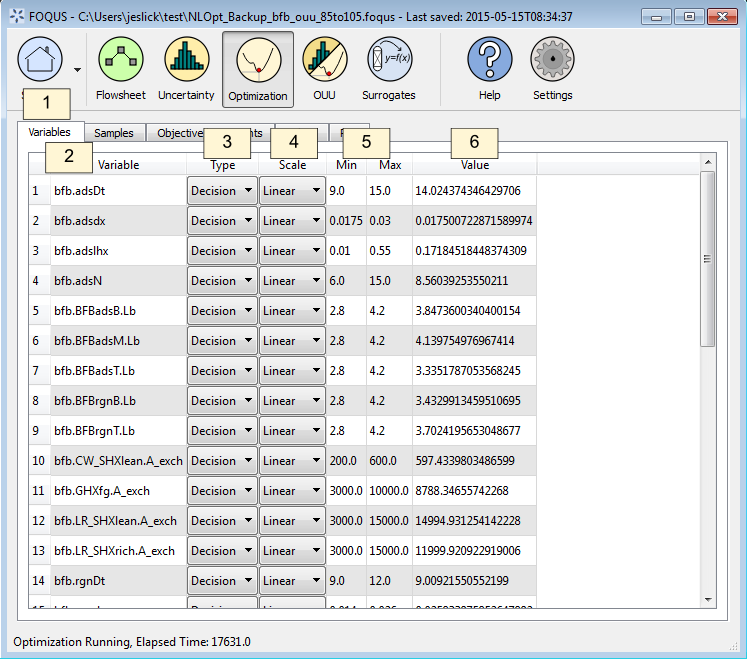 FOQUS - C:\Users\jeslick\test\NLOpt_Backup_bfb_ouu_85to105.foqus - Last saved: 2015-05-15T08:34:37
Flowsheet Uncertainty Optimization OUU Surrogates Help Settings
y=f(x)
1
Variables Samples Objective nts
2 3 4 5 6
Variable Type Scale Min Max Value
1 bfb.adsDt Decision Linear 9.0 15.0 14.024374346429706
2 bfb.adsdx Decision Linear 0.0175 0.03 0.017500722871589974
3 bfb.adslhx Decision Linear 0.01 0.55 0.17184518448374309
4 bfb.adsN Decision Linear 6.0 15.0 8.56039253550211
5 bfb.BFBadsB.Lb Decision Linear 2.8 4.2 3.8473600340400154
6 bfb.BFBadsM.Lb Decision Linear 2.8 4.2 4.139754976967414
7 bfb.BFBadsT.Lb Decision Linear 2.8 4.2 3.3351787053568245
8 bfb.BFBrgnB.Lb Decision Linear 2.8 4.2 3.4329913459510695
9 bfb.BFBrgnT.Lb Decision Linear 2.8 4.2 3.7024195653048677
10 bfb.CW_SHXlean.A_exch Decision Linear 200.0 600.0 597.4339803486599
11 bfb.GHXfg.A_exch Decision Linear 3000.0 10000.0 8788.34655742268
12 bfb.LR_SHXlean.A_exch Decision Linear 3000.0 15000.0 14994.931254142228
13 bfb.LR_SHXrich.A_exch Decision Linear 3000.0 15000.0 11999.920922919006
14 bfb.rgnDt Decision Linear 9.0 12.0 9.00921550552199
Optimization Running, Elapsed Time: 17631.0